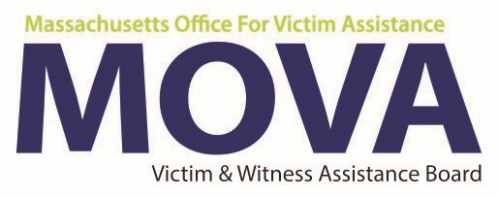 Massachusetts Office For Victim Assistance
MOVA
Victim & Witness Assistance Board